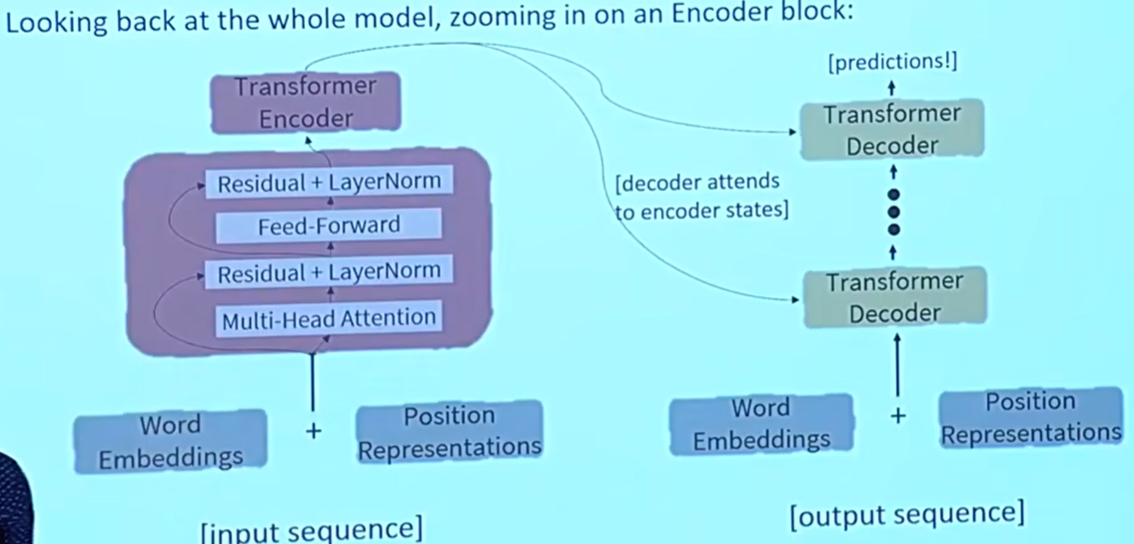 Looking back at the whole model, zooming in on an Encoder block:
Transformer
Encoder
Residual + LayerNorm
Feed-Forward
Residual + LayerNorm
Multi-Head Attention
Word
Embeddings
+
Position
Representations
[input sequence]
[predictions!]
Transformer
Decoder
[decoder attends
to encoder states]
Transformer
Decoder
Word
Embeddings
+
Position
Representations
[output sequence]